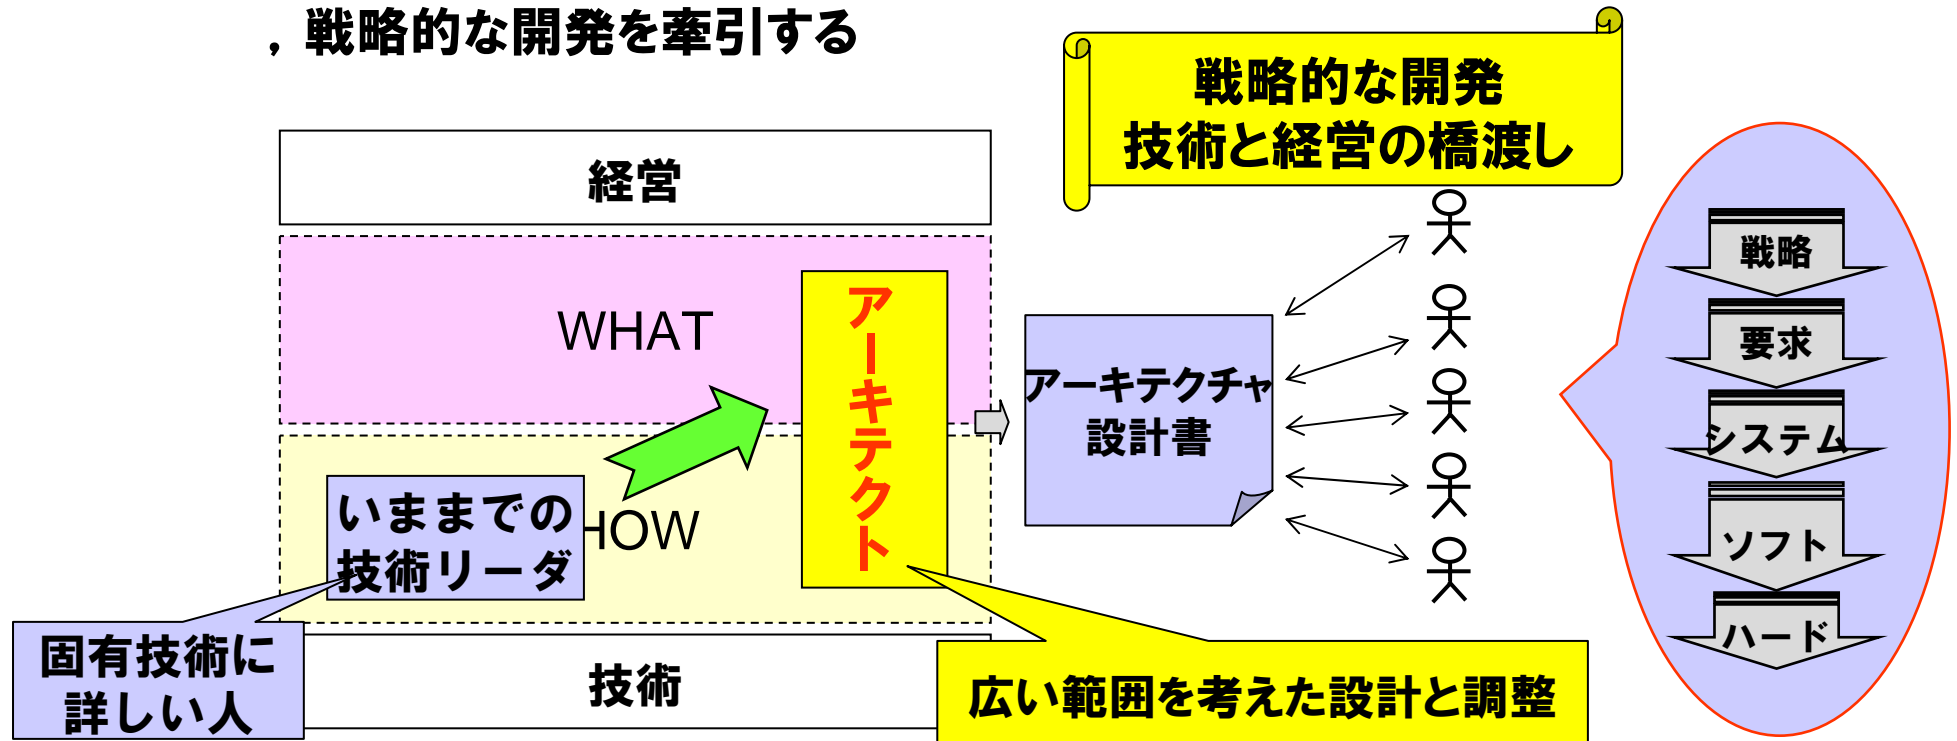 ，戦略的な開発を牽引する
戦略的な開発
技術と経営の橋渡し
経営
WHAT
アーキテクト
HOW
いままでの
技術リーダ
固有技術に
詳しい人
技術
広い範囲を考えた設計と調整
アーキテクチャ
設計書
戦略
要求
システム
ソフト
ハード